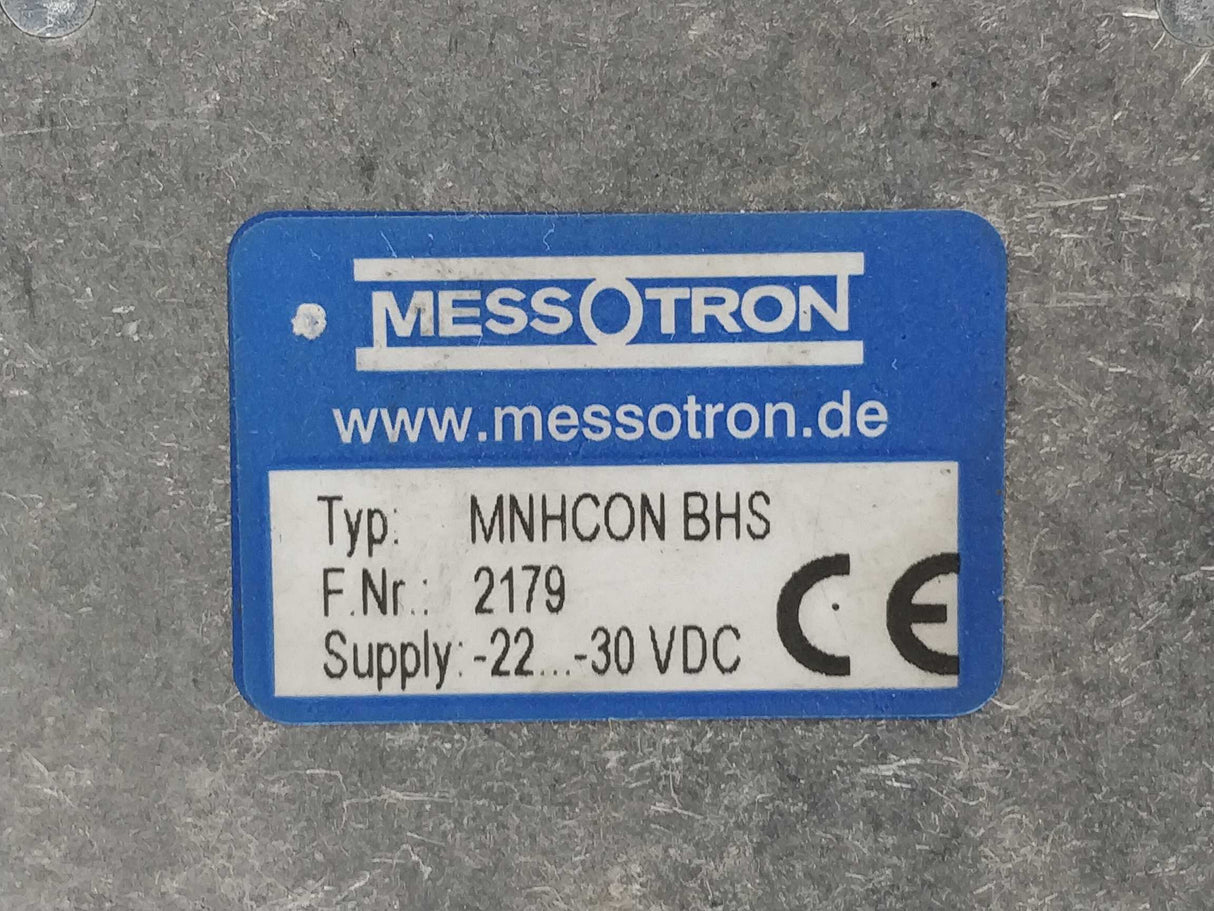 MESSOTRON
www.messotron.de
Typ: MNHCON BHS
F.Nr.: 2179
Supply: -22...-30 VDC
CE